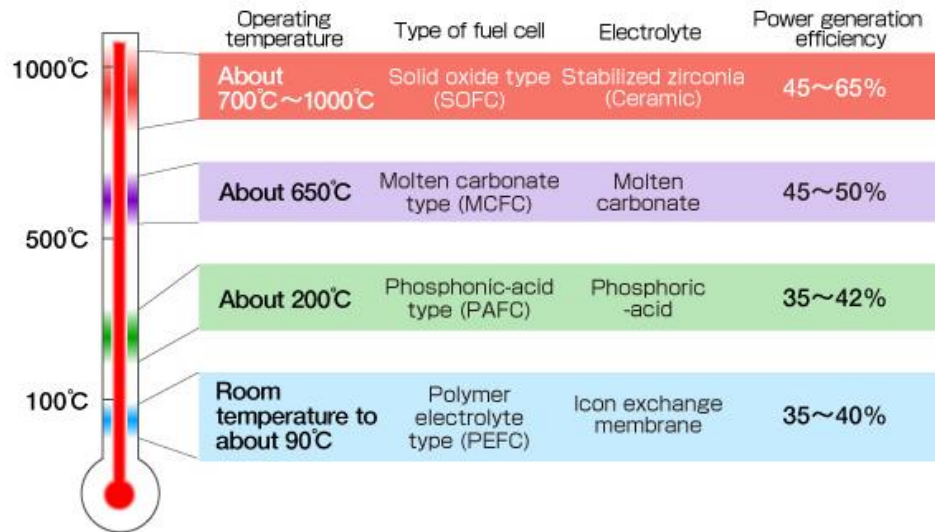 Operating
temperature
Type of fuel cell
Electrolyte
Power generation
efficiency
1000℃
About
700℃～1000℃
Solid oxide type
(SOFC)
Stabilized zirconia
(Ceramic)
45～65%
About 650℃
Molten carbonate
type (MCFC)
Molten
carbonate
45～50%
500℃
About 200℃
Phosphonic-acid
type (PAFC)
Phosphoric
-acid
35～42%
100℃
Room
temperature to
about 90℃
Polymer
electrolyte
type (PEFC)
Icon exchange
membrane
35～40%